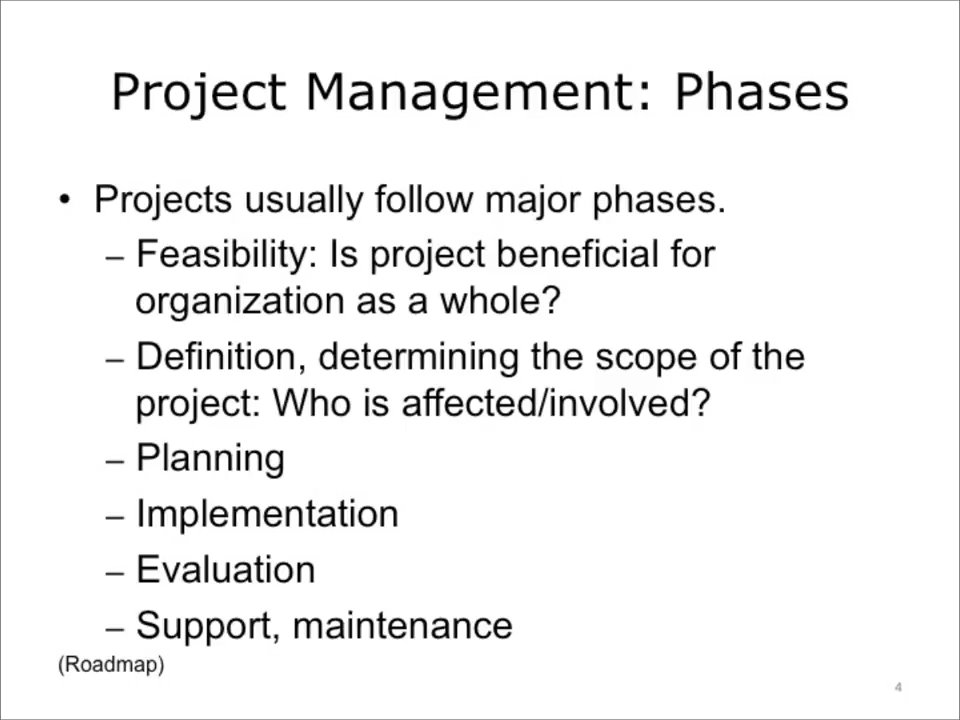 Project Management: Phases
• Projects usually follow major phases.
– Feasibility: Is project beneficial for
organization as a whole?
– Definition, determining the scope of the
project: Who is affected/involved?
– Planning
– Implementation
– Evaluation
– Support, maintenance
(Roadmap)
4